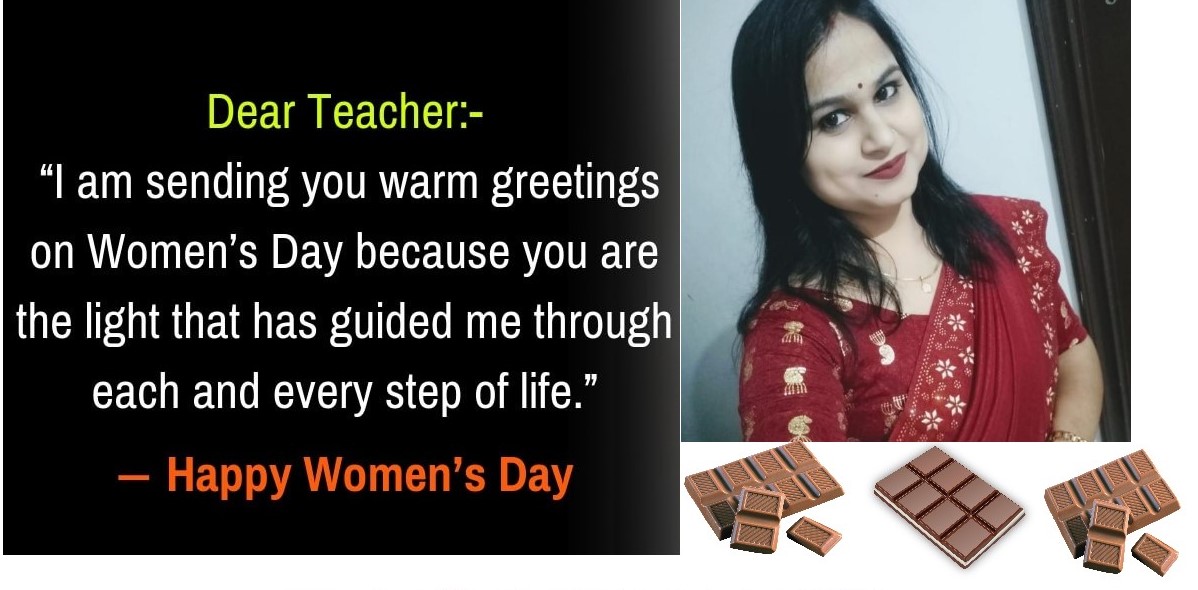 Dear Teacher:-
“I am sending you warm greetings
on Women’s Day because you are
the light that has guided me through
each and every step of life.”
— Happy Women’s Day